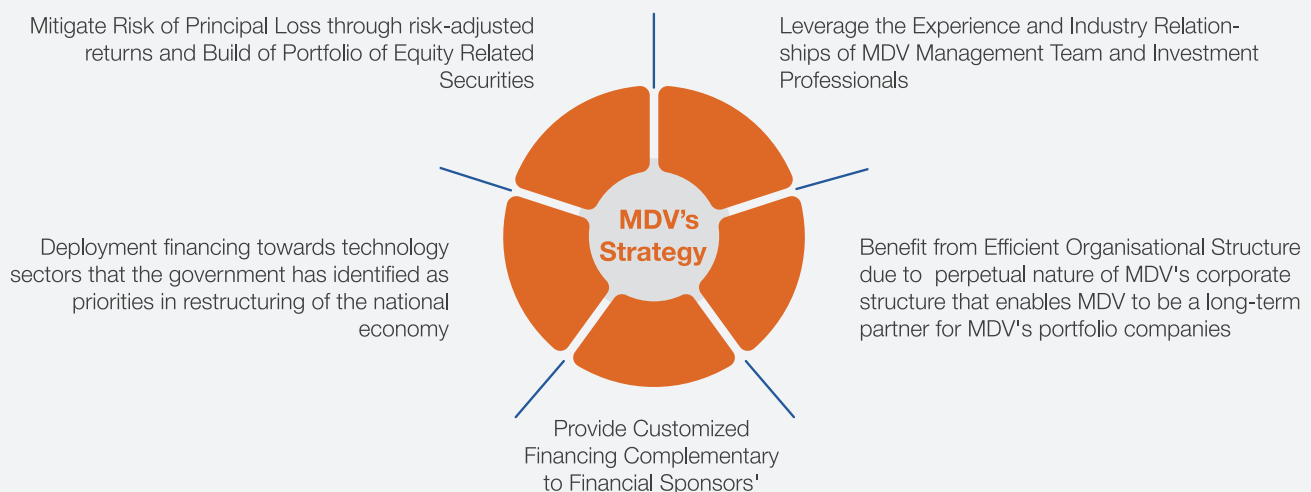 Mitigate Risk of Principal Loss through risk-adjusted
returns and Build of Portfolio of Equity Related
Securities
Leverage the Experience and Industry Relation-
ships of MDV Management Team and Investment
Professionals
MDV's
Strategy
Deployment financing towards technology
sectors that the government has identified as
priorities in restructuring of the national
economy
Benefit from Efficient Organisational Structure
due to  perpetual nature of MDV's corporate
structure that enables MDV to be a long-term
partner for MDV's portfolio companies
Provide Customized
Financing Complementary
to Financial Sponsors'